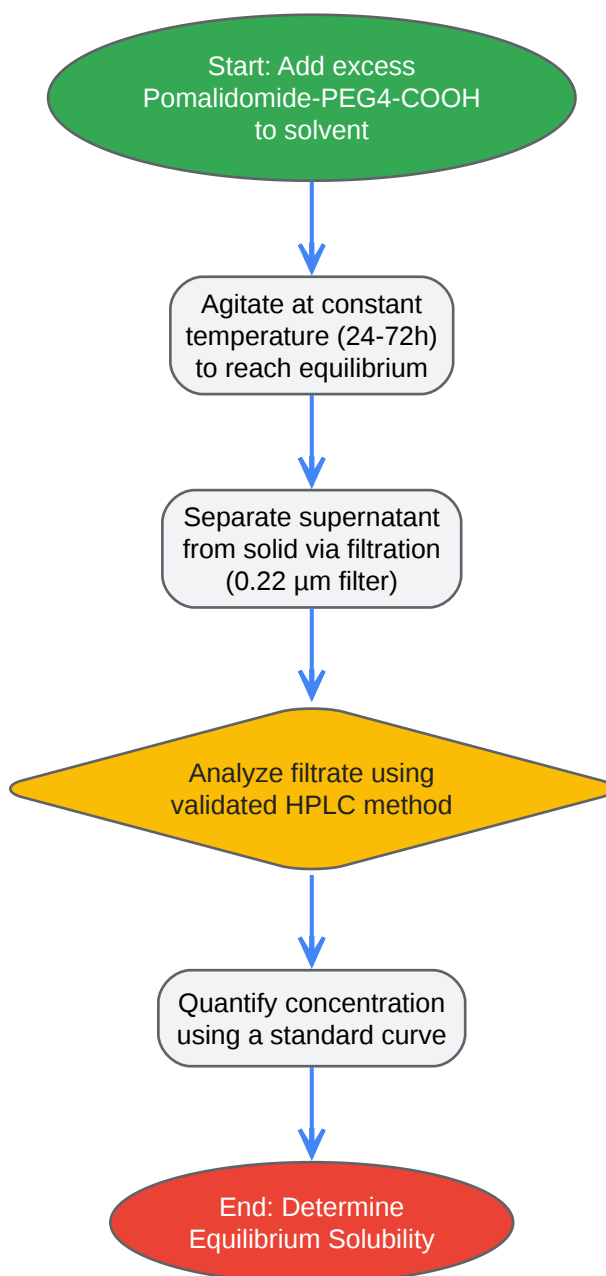 Start: Add excess
Pomalidomide-PEG4-COOH
to solvent
Agitate at constant
temperature (24-72h)
to reach equilibrium
Separate supernatant
from solid via filtration
(0.22 µm filter)
Analyze filtrate using
validated HPLC method
Quantify concentration
using a standard curve
End: Determine
Equilibrium Solubility